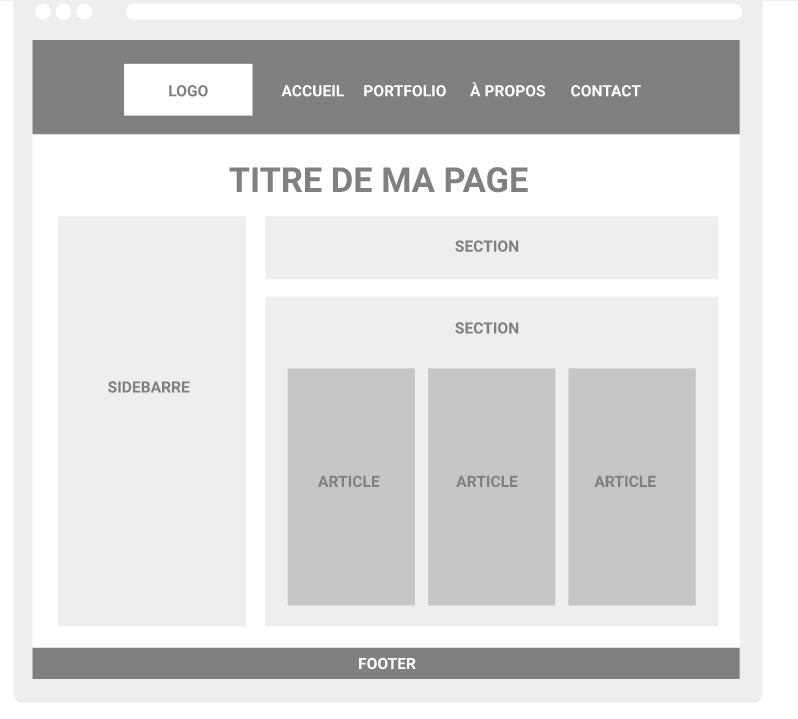 LOGO
ACCUEIL PORTFOLIO À PROPOS CONTACT
TITRE DE MA PAGE
SIDEBARRE
SECTION
SECTION
ARTICLE ARTICLE ARTICLE
FOOTER